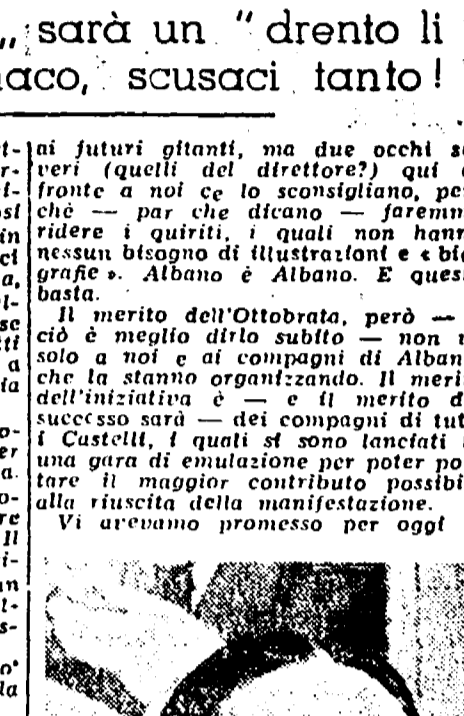 „ sarà un “ drento li
naco, scusaci tanto!
ai futuri gitanti, ma due occhi
veri (quelli del direttore?) qui
fronte a noi ce lo sconsigliano, per
chè — par che dicano — faremm
ridere i quiriti, i quali non hann
nessun bisogno di illustrazioni e « bio
grafie ». Albano è Albano. E quest
basta.
Il merito dell'Ottobrata, però —
ciò è meglio dirlo subito — non
solo a noi e ai compagni di Alban
che la stanno organizzando. Il meri
dell'iniziativa è — e il merito d
successo sarà — dei compagni di tut
i Castelli, i quali si sono lanciati
una gara di emulazione per poter po
tare il maggior contributo possibi
alla riuscita della manifestazione.
Vi avevamo promesso per oggi